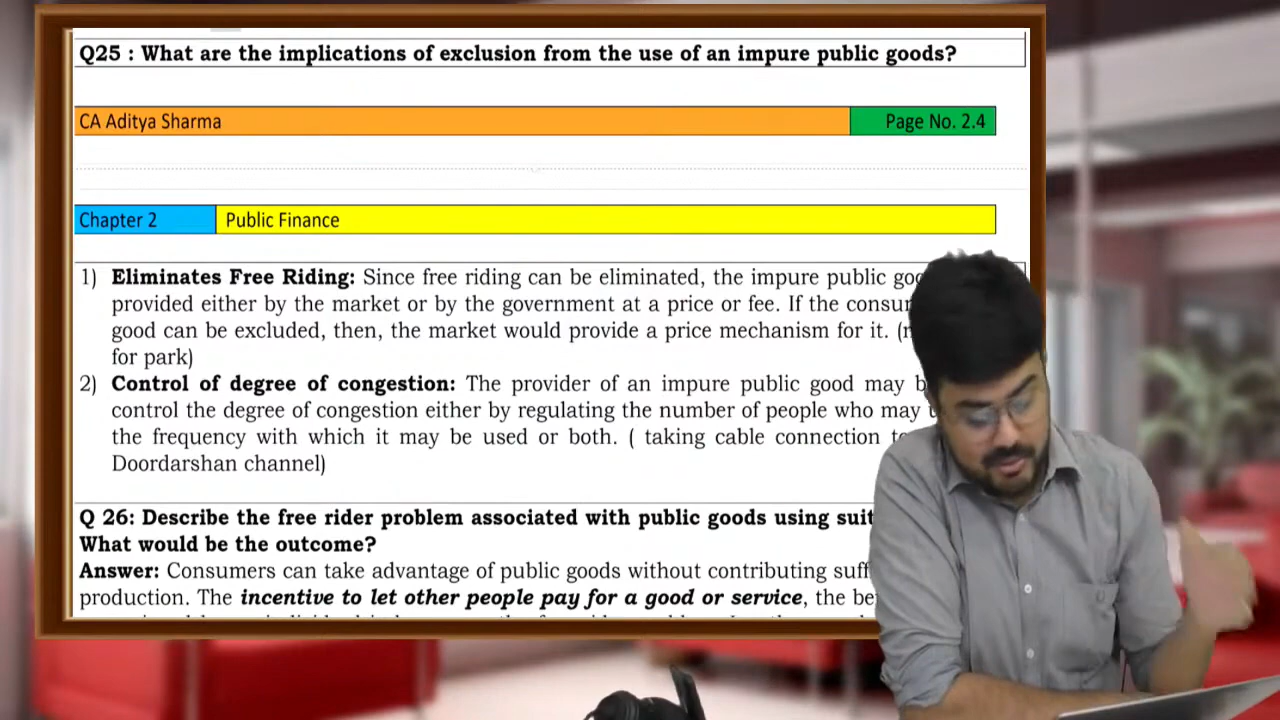 Q25 : What are the implications of exclusion from the use of an impure public goods?
CA Aditya Sharma
Page No. 2.4
Chapter 2
Public Finance
1) Eliminates Free Riding: Since free riding can be eliminated, the impure public
provided either by the market or by the government at a price or fee. If the
good can be excluded, then, the market would provide a price mechanism for it.
for park)
2) Control of degree of congestion: The provider of an impure public good may
control the degree of congestion either by regulating the number of people who may
the frequency with which it may be used or both. ( taking cable connection
Doordarshan channel)
Q 26: Describe the free rider problem associated with public goods using
What would be the outcome?
Answer: Consumers can take advantage of public goods without contributing
production. The incentive to let other people pay for a good or service, the